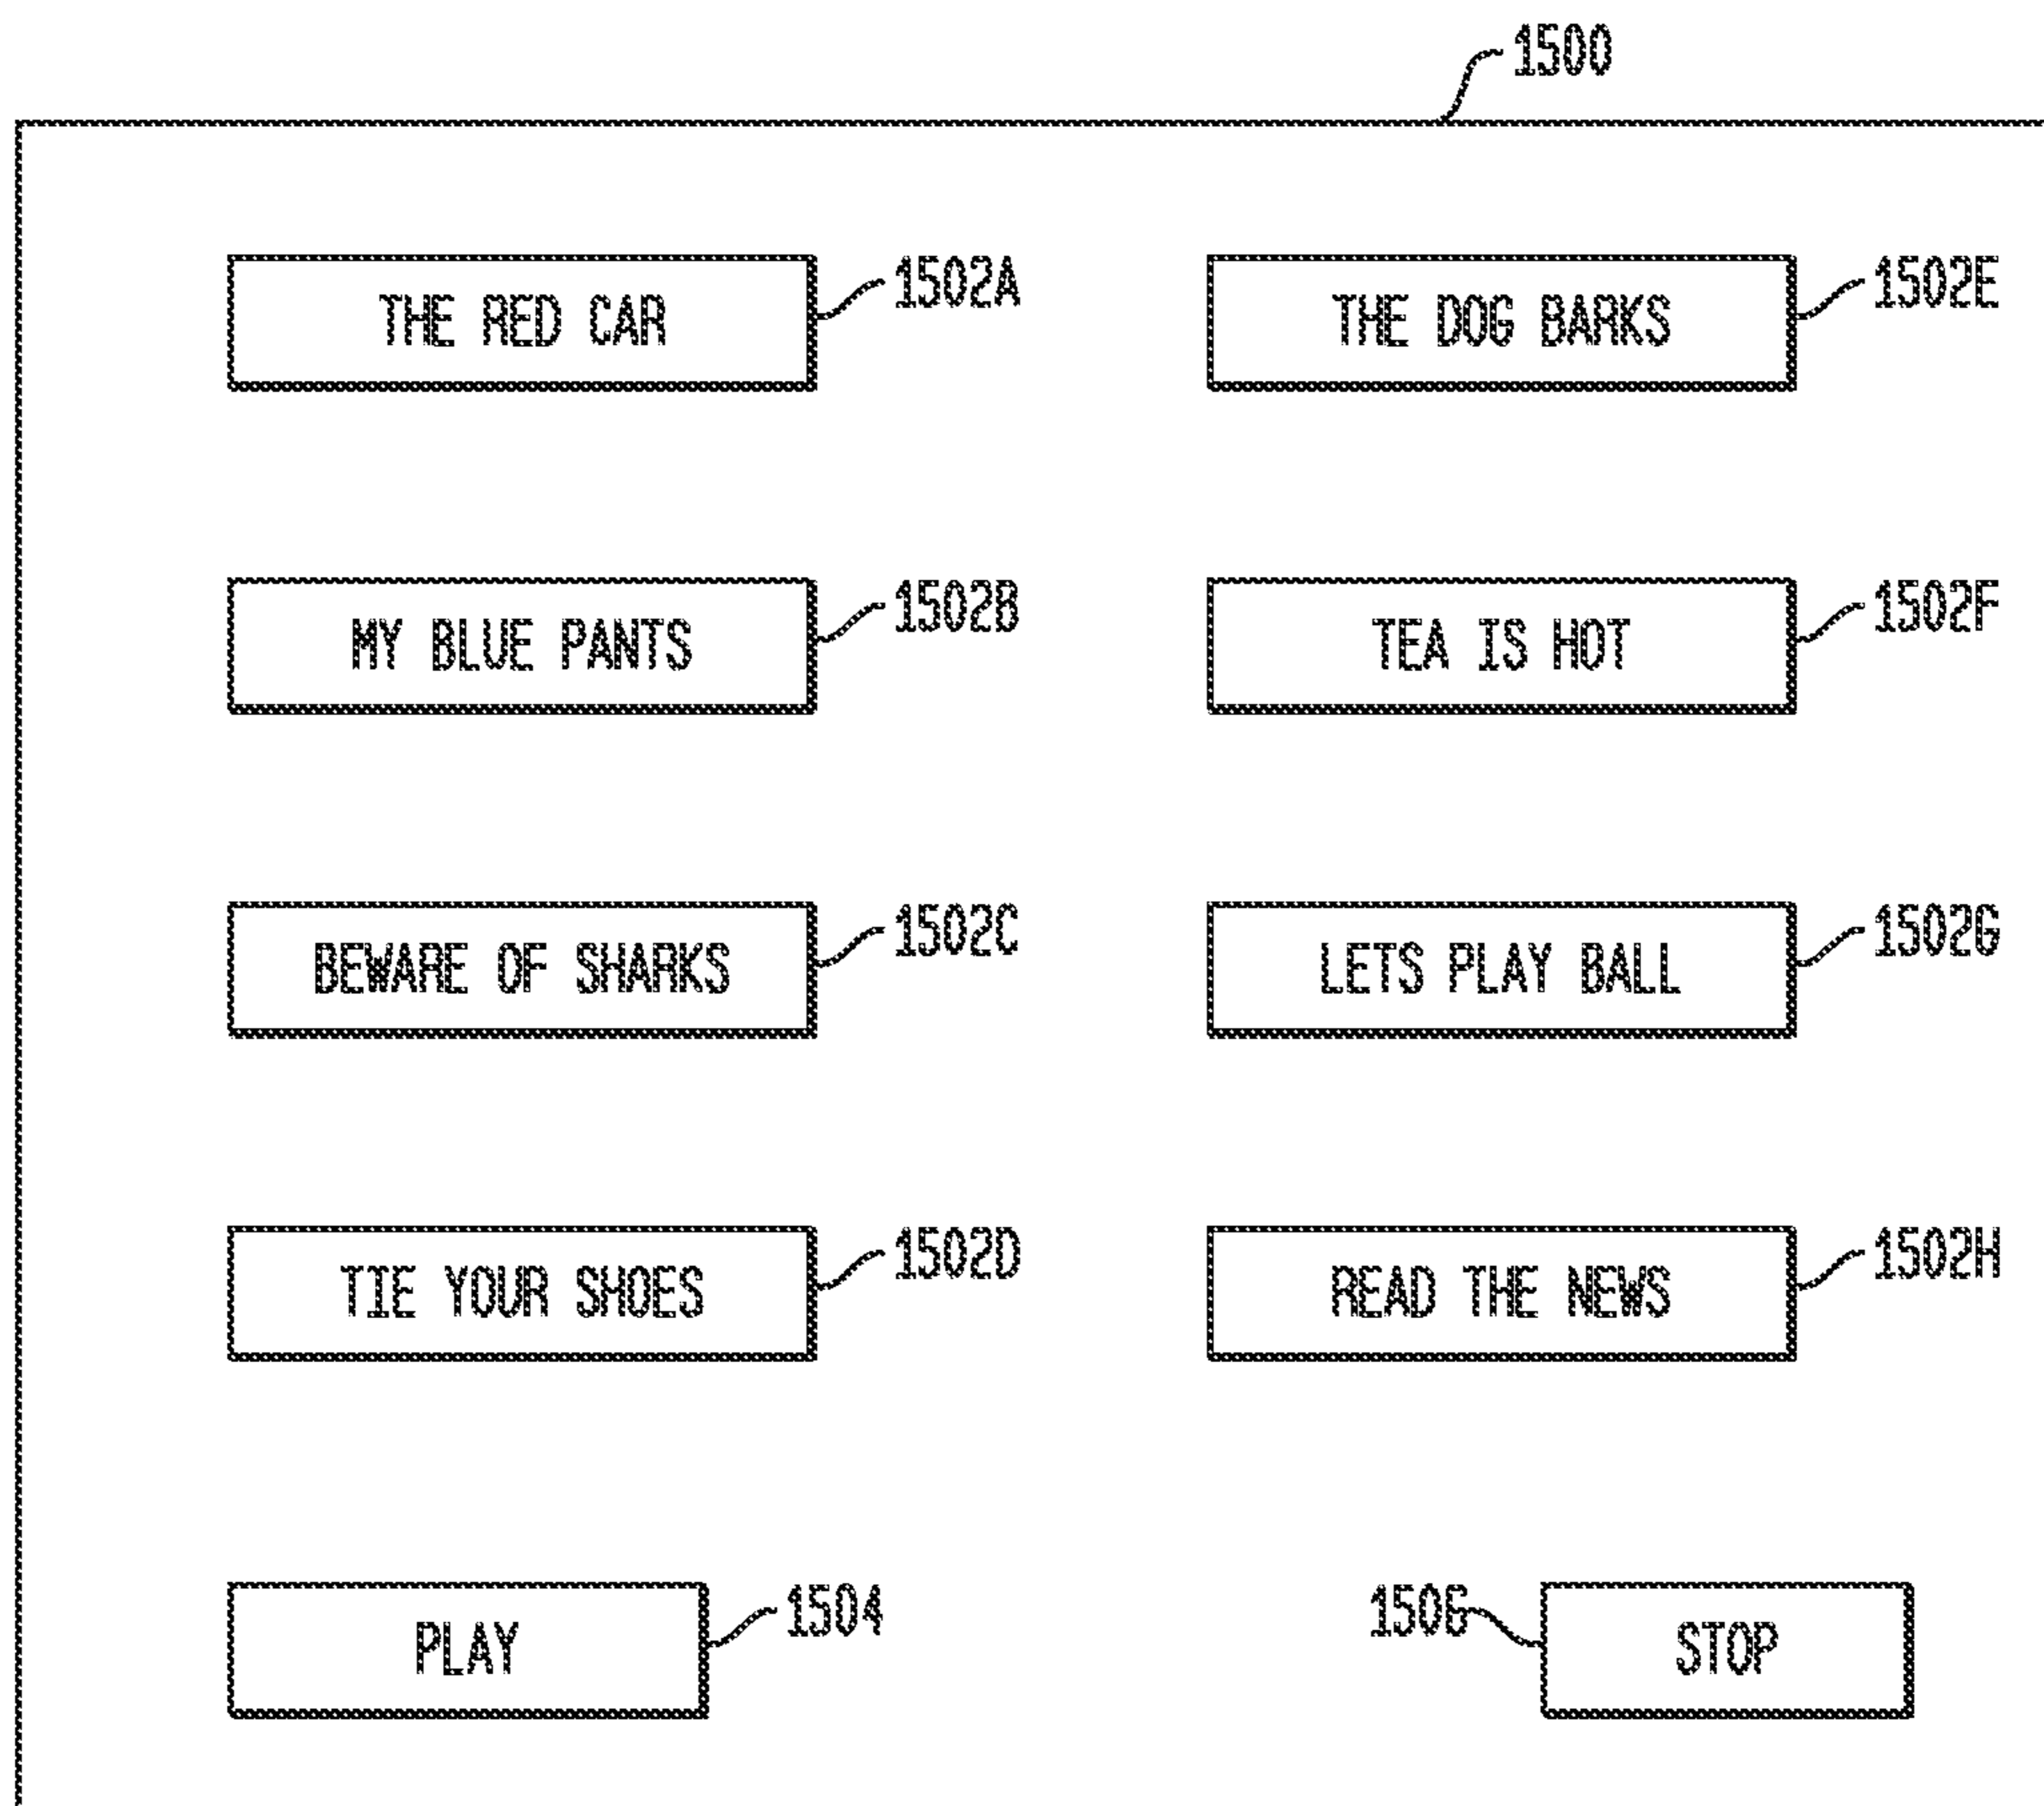 1500
THE RED CAR 1502A THE DOG BARKS 1502E
MY BLUE PANTS 1502B TEA IS HOT 1502F
BEWARE OF SHARKS 1502C LETS PLAY BALL 1502G
TIE YOUR SHOES 1502D READ THE NEWS 1502H
PLAY 1504 1506 STOP